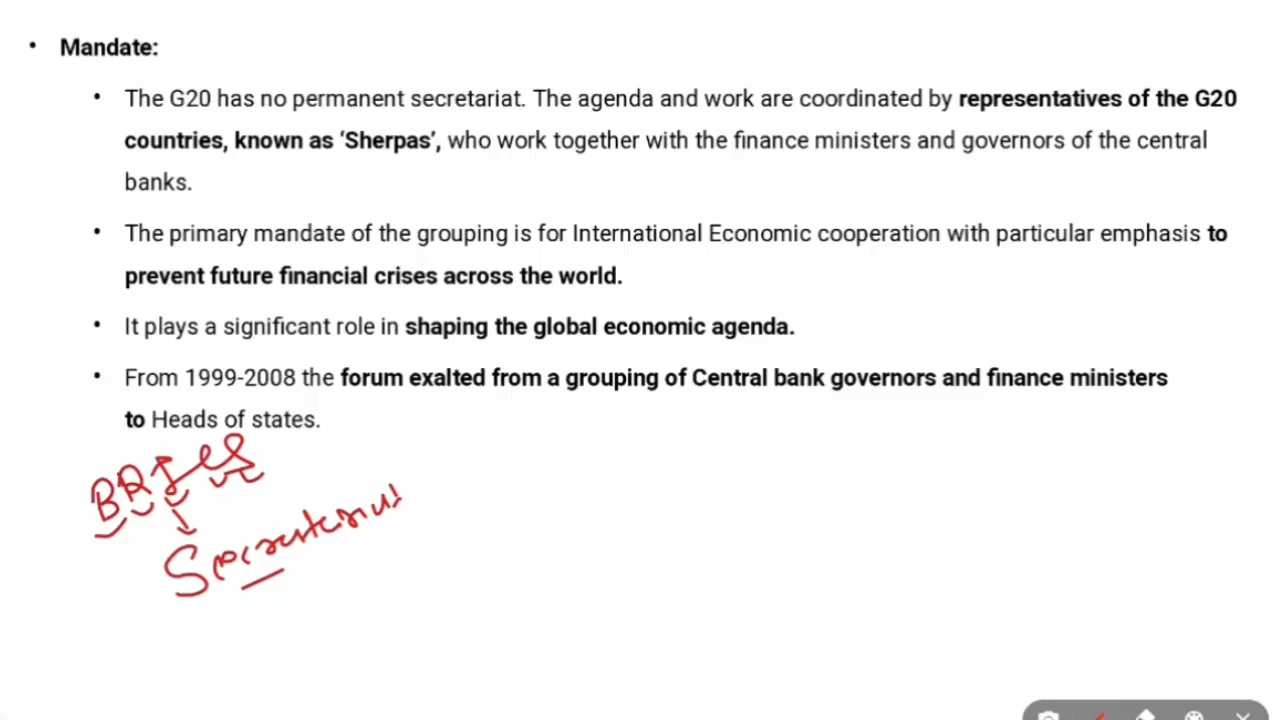 • Mandate:
• The G20 has no permanent secretariat. The agenda and work are coordinated by representatives of the G20
countries, known as ‘Sherpas’, who work together with the finance ministers and governors of the central
banks.
• The primary mandate of the grouping is for International Economic cooperation with particular emphasis to
prevent future financial crises across the world.
• It plays a significant role in shaping the global economic agenda.
• From 1999-2008 the forum exalted from a grouping of Central bank governors and finance ministers
to Heads of states.
BRICS